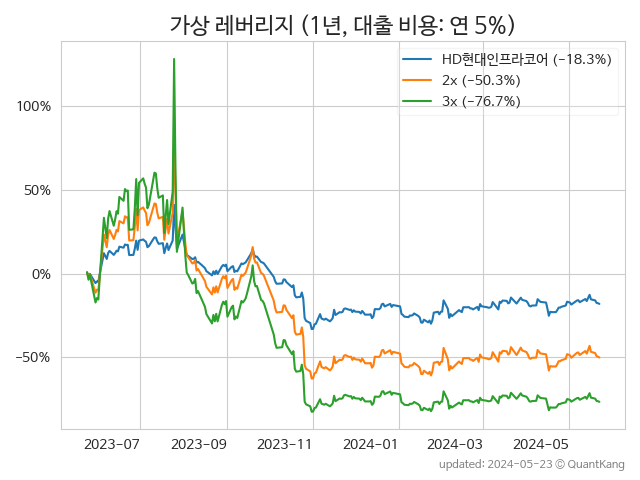 가상 레버리지 (1년, 대출 비용: 연 5%)
HD현대인프라코어 (−18.3%)
2x (−50.3%)
3x (−76.7%)
100%
50%
0%
−50%
2023-07 2023-09 2023-11 2024-01 2024-03 2024-05
updated: 2024-05-23 © QuantKang